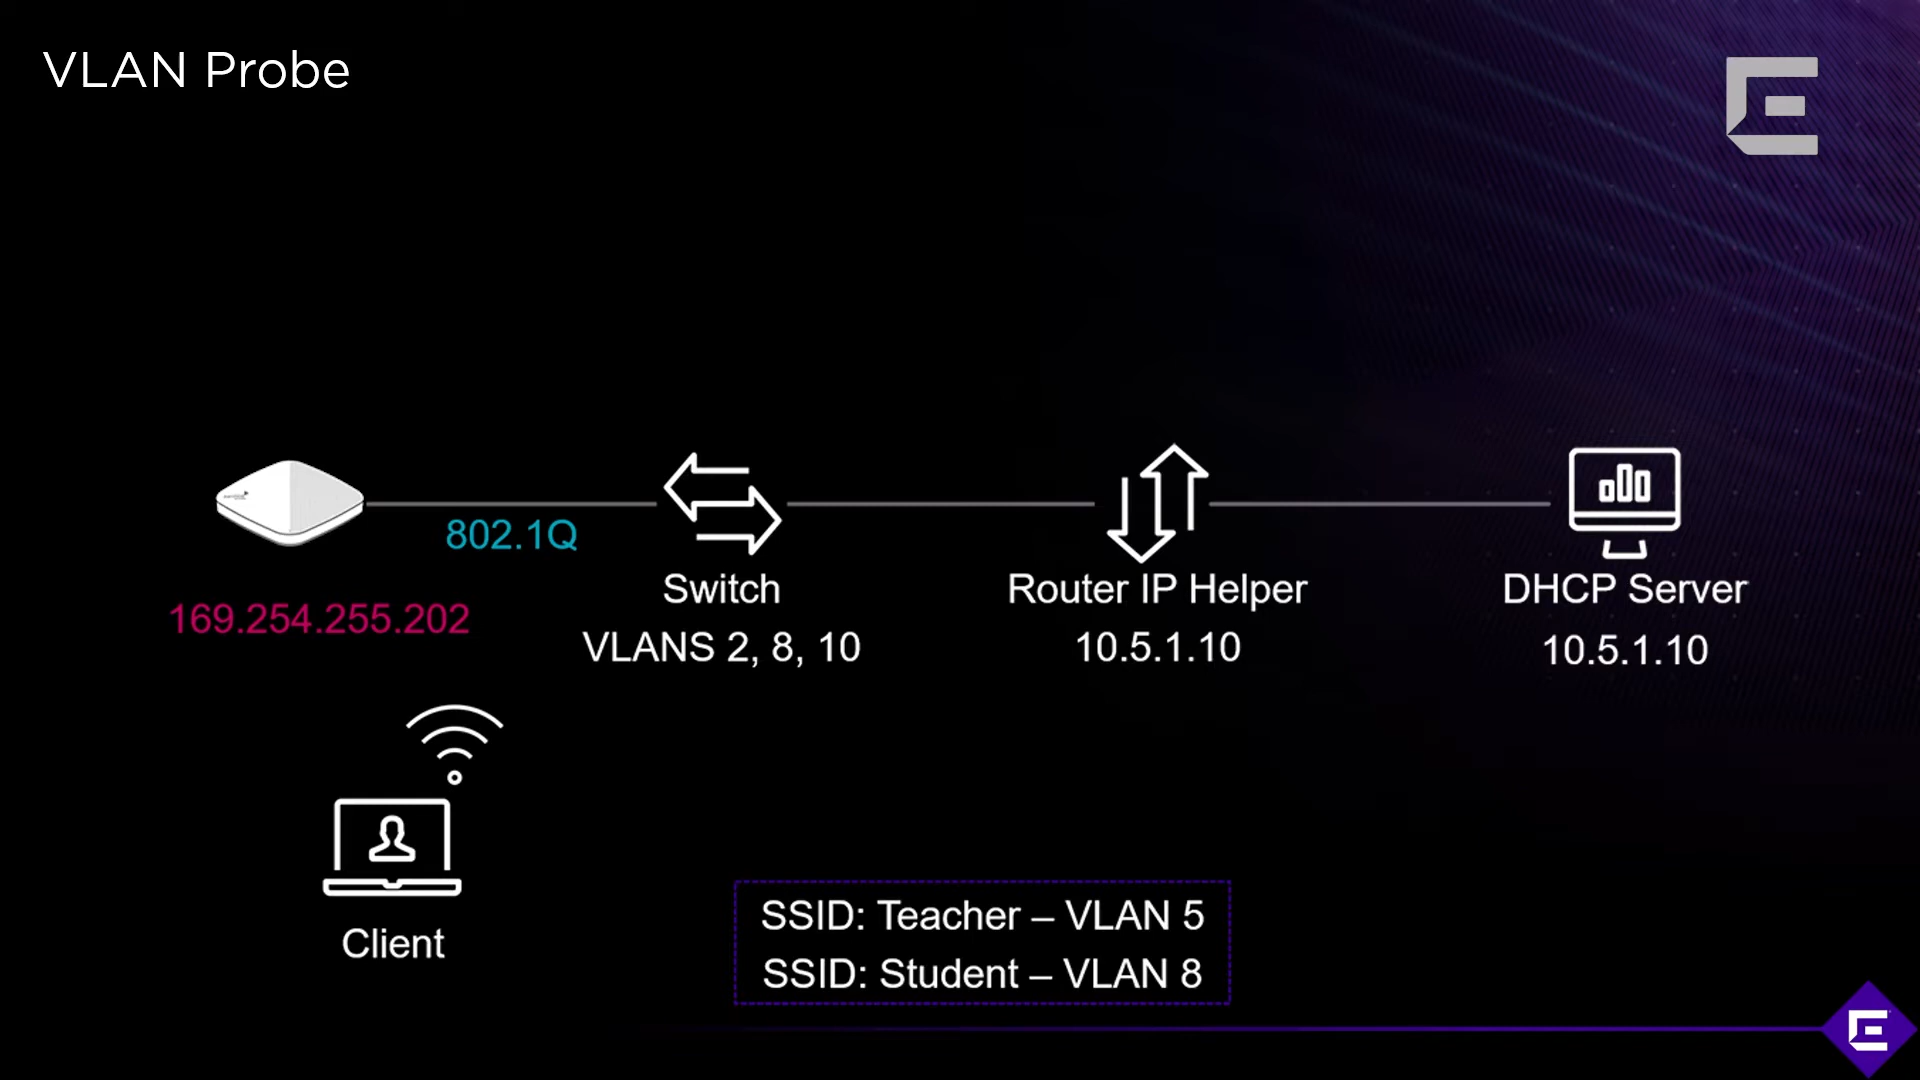 VLAN Probe
802.1Q
169.254.255.202
Switch
VLANS 2, 8, 10
Router IP Helper
10.5.1.10
DHCP Server
10.5.1.10
Client
SSID: Teacher – VLAN 5
SSID: Student – VLAN 8